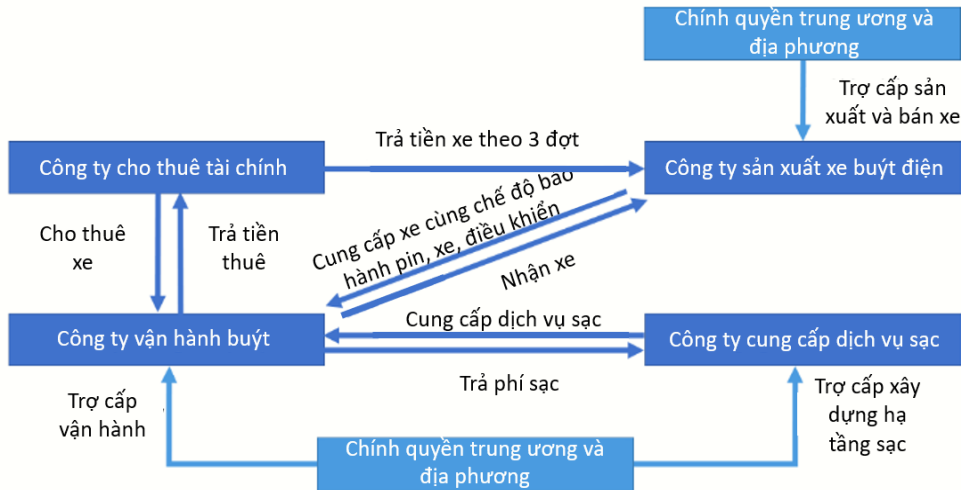 Chính quyền trung ương và
địa phương
Trợ cấp sản
xuất và bán xe
Trả tiền xe theo 3 đợt
Công ty cho thuê tài chính
Công ty sản xuất xe buýt điện
Cho thuê
xe
Trả tiền
thuê
Cung cấp xe cùng chế độ bảo
hành pin, xe, điều khiển
Nhận xe
Cung cấp dịch vụ sạc
Công ty vận hành buýt
Công ty cung cấp dịch vụ sạc
Trả phí sạc
Trợ cấp
vận hành
Trợ cấp xây
dựng hạ
tầng sạc
Chính quyền trung ương và
địa phương